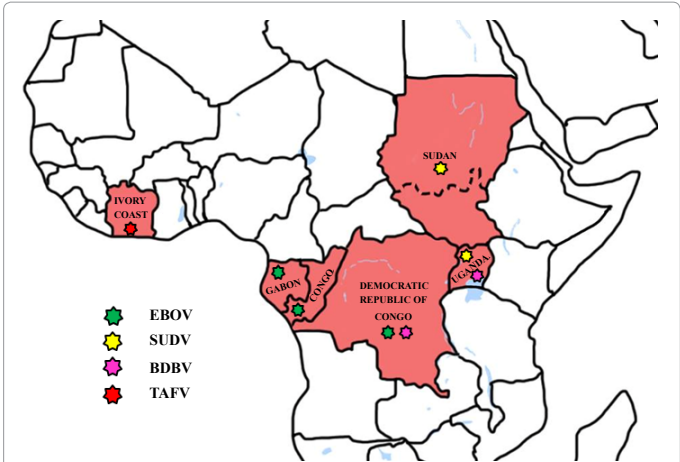 SUDAN
IVORY
COAST
UGANDA
GABON
CONGO
DEMOCRATIC
REPUBLIC OF
CONGO
EBOV
SUDV
BDBV
TAFV